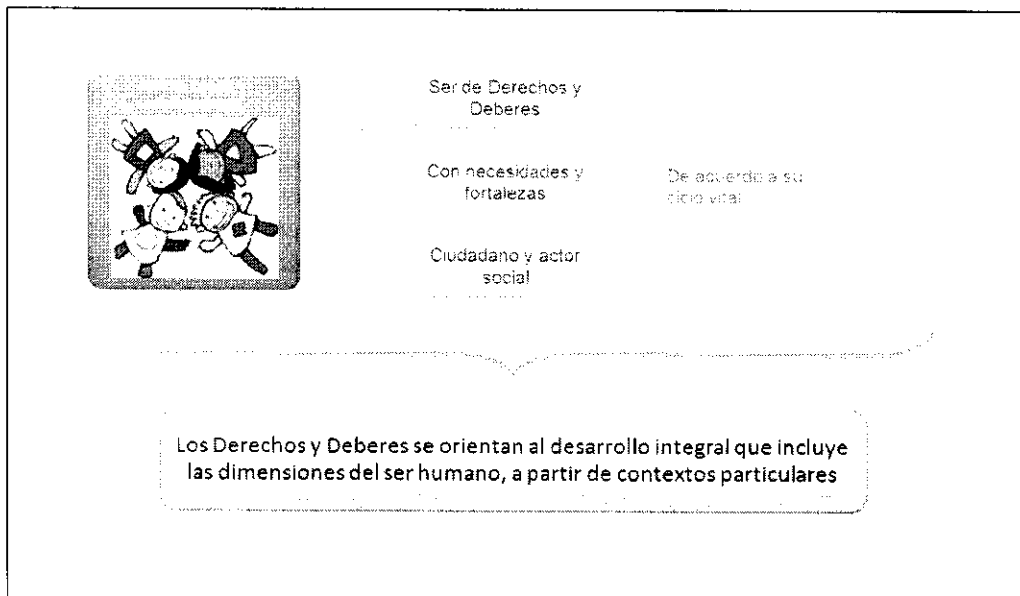 Ser de Derechos y
Deberes
Con necesidades y
fortalezas
De acuerdo a su
ciclo vital
Ciudadano y actor
social
Los Derechos y Deberes se orientan al desarrollo integral que incluye
las dimensiones del ser humano, a partir de contextos particulares